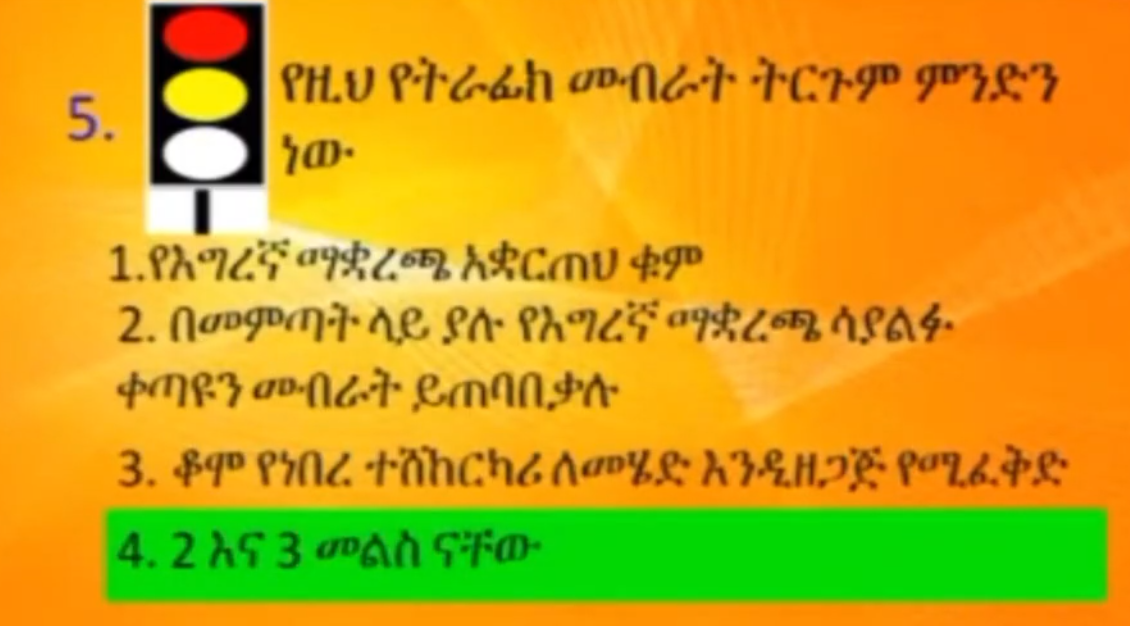 5. የዚህ የትራፊክ መብራት ትርጉም ምንድን
ነው
1.የእግረኛ ማቋረጫ አቋርጠህ ቁም
2. በመምጣት ላይ ያሉ የእግረኛ ማቋረጫ ሳያልፉ
ቀጣዩን መብራት ይጠባበቃሉ
3. ቆሞ የነበረ ተሽከርካሪ ለመሄድ እንዲዘጋጅ የሚፈቅድ
4. 2 እና 3 መልስ ናቸው